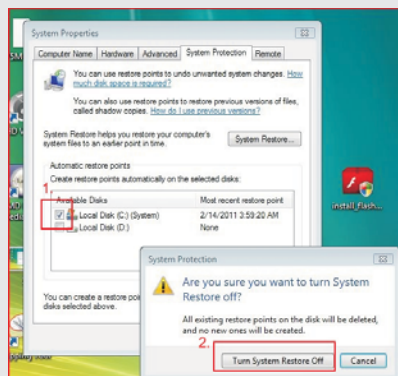 System Properties
Computer Name Hardware Advanced System Protection Remote
You can use restore points to undo unwanted system changes. How
much disk space is required?
You can also use restore points to restore previous versions of files,
called shadow copies. How do I use previous versions?
System Restore helps you restore your computer's
system files to an earlier point in time.
System Restore...
Automatic restore points
Create restore points automatically on the selected disks:
1.
Available Disks Most recent restore point
Local Disk (C:) (System) 2/14/2011 3:59:20 AM
Local Disk (D:) None
install_flash...
You can create a restore poi
disks selected above.
System Protection
Are you sure you want to turn System
Restore off?
All existing restore points on the disk will be deleted,
and no new ones will be created.
2.
Turn System Restore Off Cancel